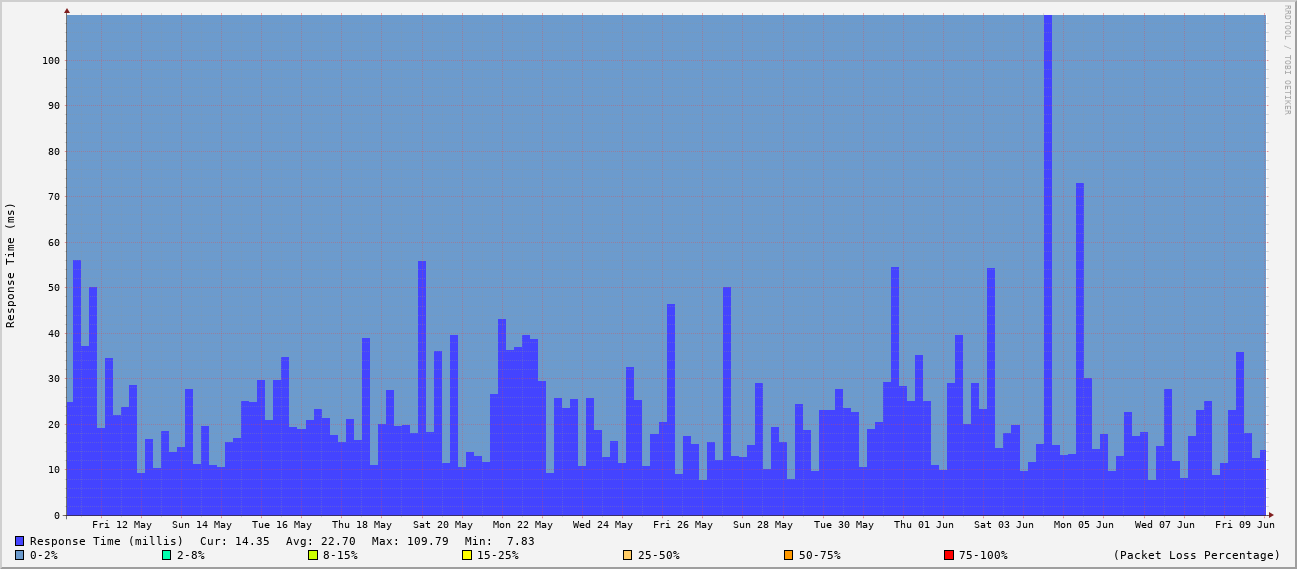 RRDTOOL / TOBI OETIKER
Response Time (ms)
100
90
80
70
60
50
40
30
20
10
0
Fri 12 May Sun 14 May Tue 16 May Thu 18 May Sat 20 May Mon 22 May Wed 24 May Fri 26 May Sun 28 May Tue 30 May Thu 01 Jun Sat 03 Jun Mon 05 Jun Wed 07 Jun Fri 09 Jun
Response Time (millis) Cur: 14.35 Avg: 22.70 Max: 109.79 Min: 7.83
0-2% 2-8% 8-15% 15-25% 25-50% 50-75% 75-100% (Packet Loss Percentage)